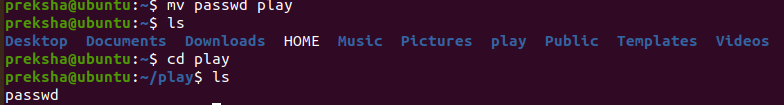 preksha@ubuntu:~$ mv passwd play
preksha@ubuntu:~$ ls
Desktop Documents Downloads HOME Music Pictures play Public Templates Videos
preksha@ubuntu:~$ cd play
preksha@ubuntu:~/play$ ls
passwd